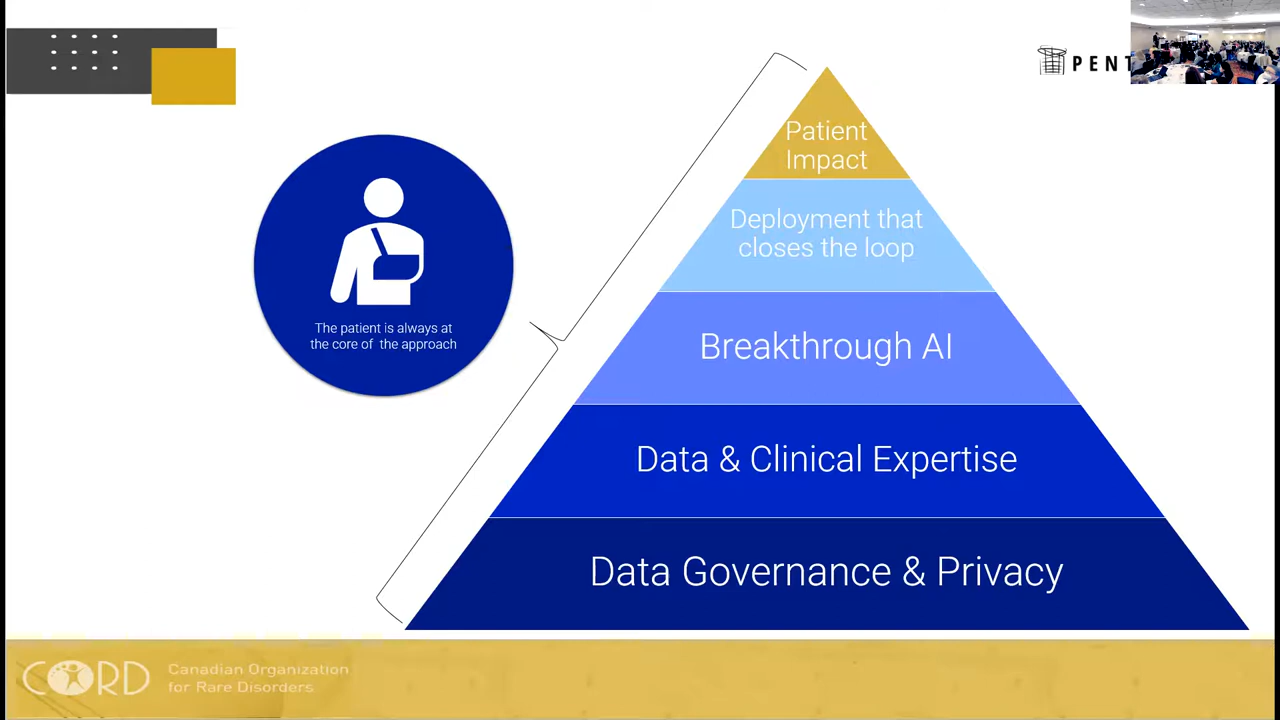 Patient
Impact
Deployment that
closes the loop
Breakthrough AI
Data & Clinical Expertise
Data Governance & Privacy
The patient is always at
the core of the approach
CORD
Canadian Organization
for Rare Disorders